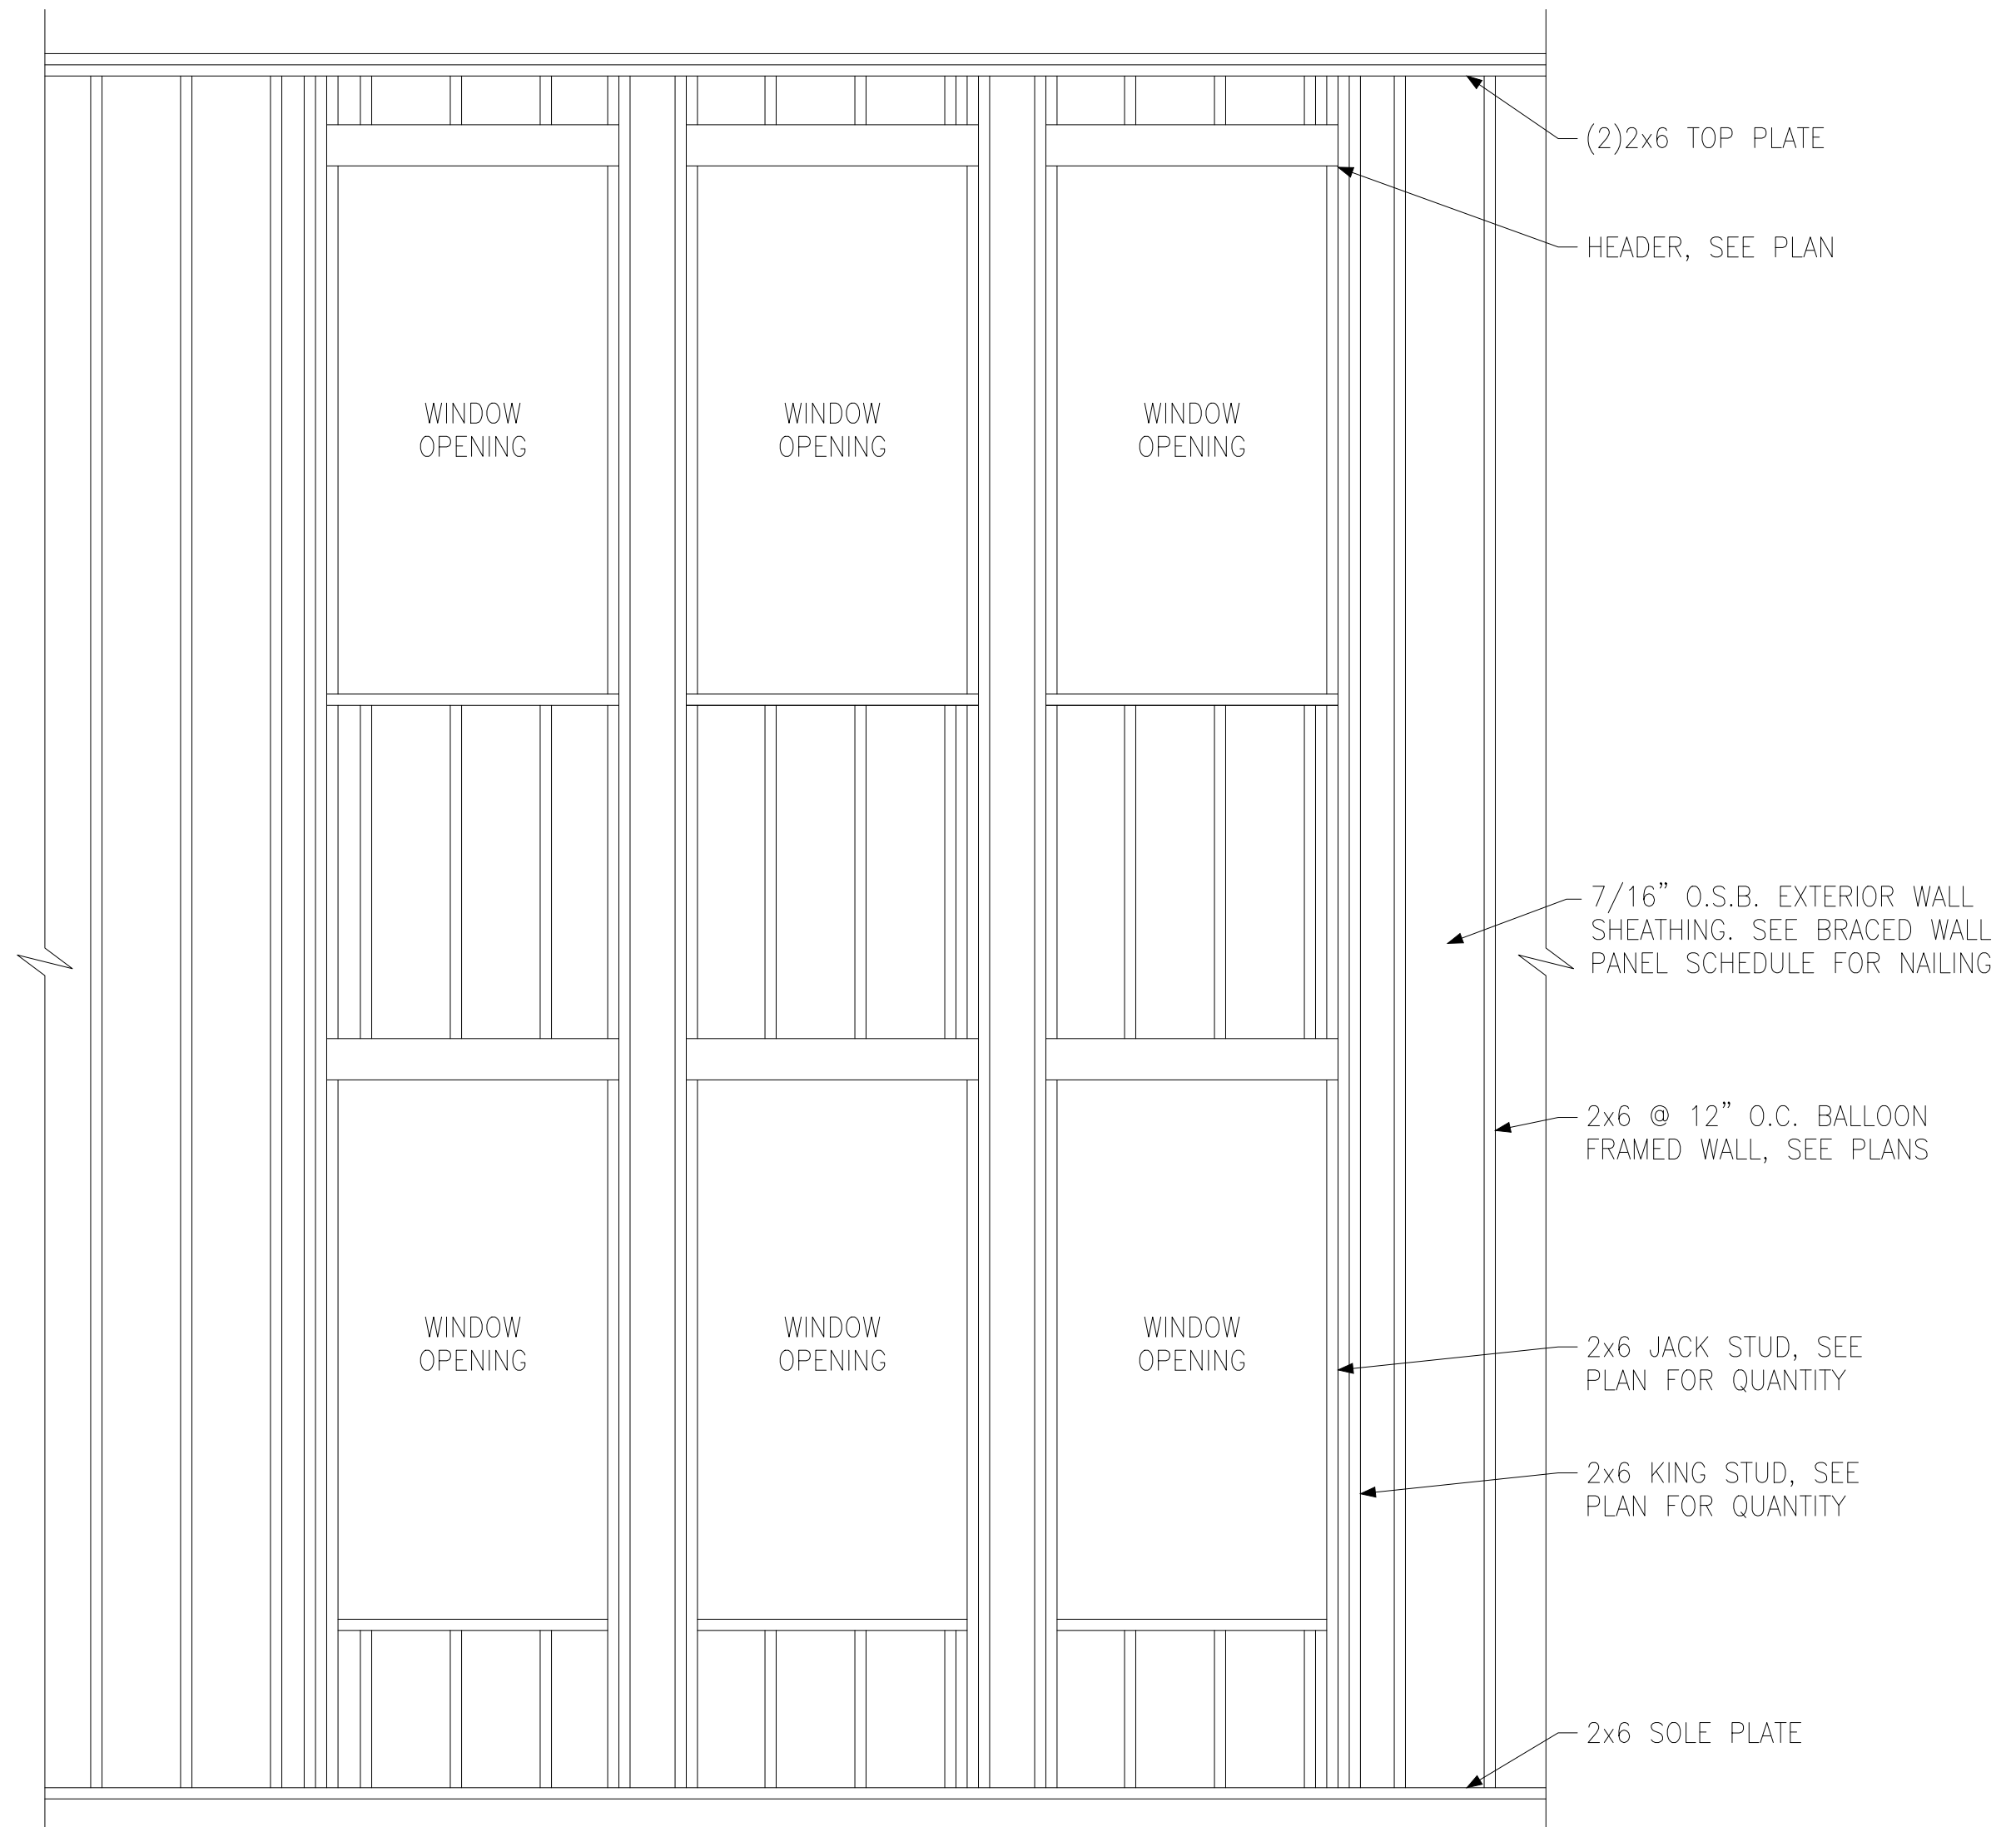 (2)2x6 TOP PLATE
HEADER, SEE PLAN
WINDOW
OPENING
WINDOW
OPENING
WINDOW
OPENING
7/16” O.S.B. EXTERIOR WALL
SHEATHING. SEE BRACED WALL
PANEL SCHEDULE FOR NAILING
2x6 @ 12” O.C. BALLOON
FRAMED WALL, SEE PLANS
WINDOW
OPENING
WINDOW
OPENING
WINDOW
OPENING
2x6 JACK STUD, SEE
PLAN FOR QUANTITY
2x6 KING STUD, SEE
PLAN FOR QUANTITY
2x6 SOLE PLATE